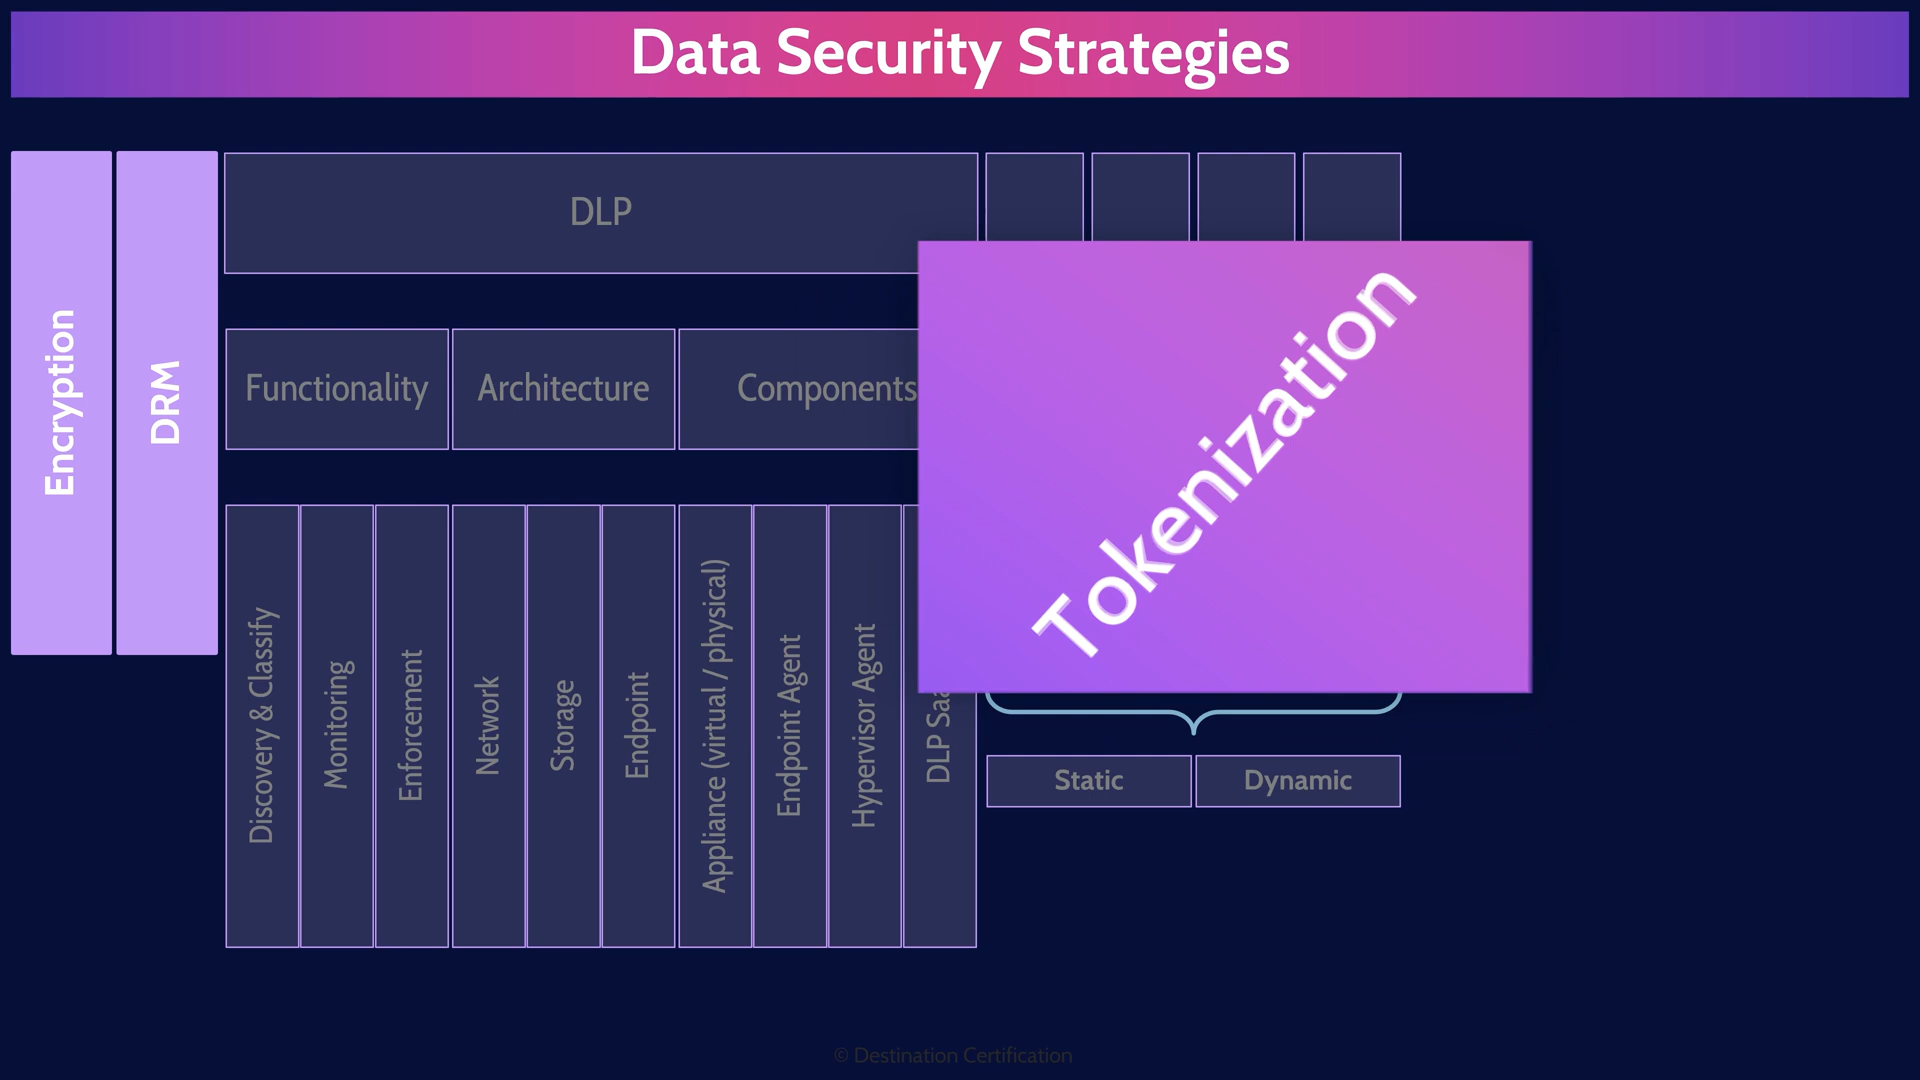 Data Security Strategies
Encryption
DRM
DLP
Functionality
Architecture
Components
Discovery & Classify
Monitoring
Enforcement
Network
Storage
Endpoint
Appliance (virtual / physical)
Endpoint Agent
Hypervisor Agent
DLP
Tokenization
Static
Dynamic
© Destination Certification